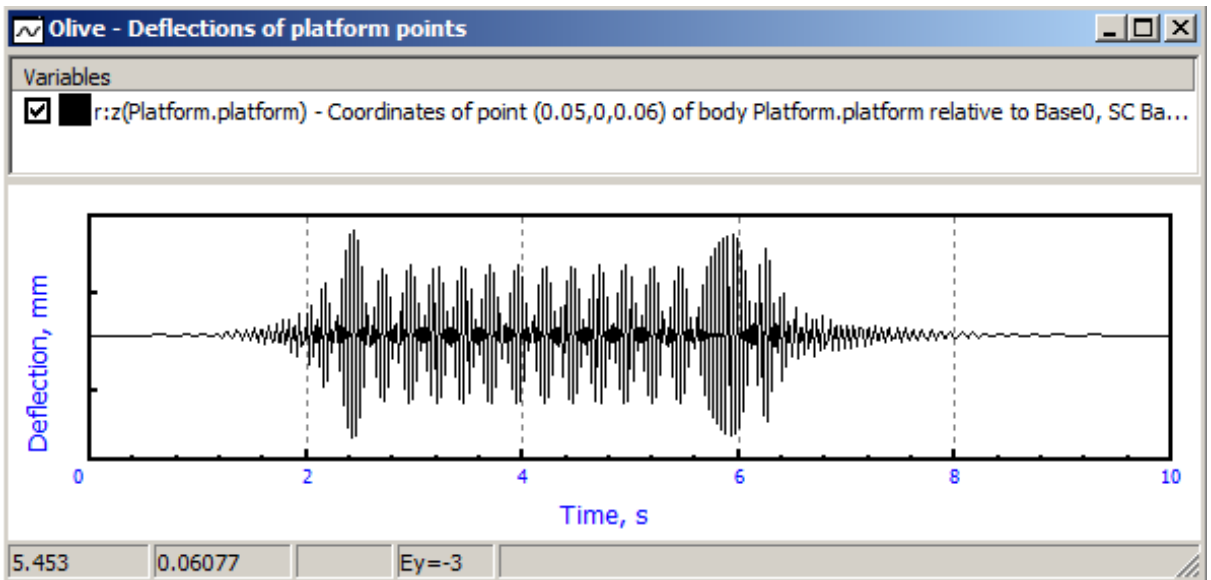 Olive - Deflections of platform points
Variables
r:z(Platform.platform) - Coordinates of point (0.05,0,0.06) of body Platform.platform relative to Base0, SC Ba...
Deflection, mm
0 2 4 6 8 10
Time, s
5.453 0.06077 Ey=-3